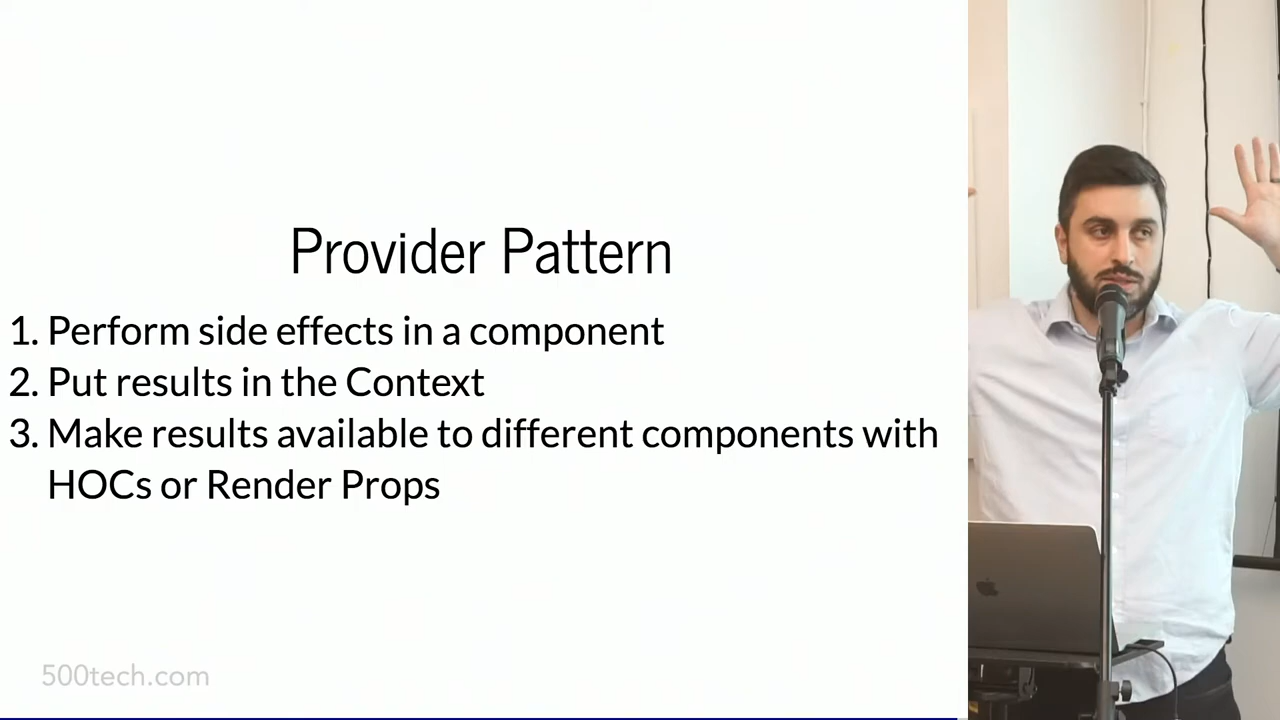 Provider Pattern
1. Perform side effects in a component
2. Put results in the Context
3. Make results available to different components with
HOCs or Render Props
500tech.com